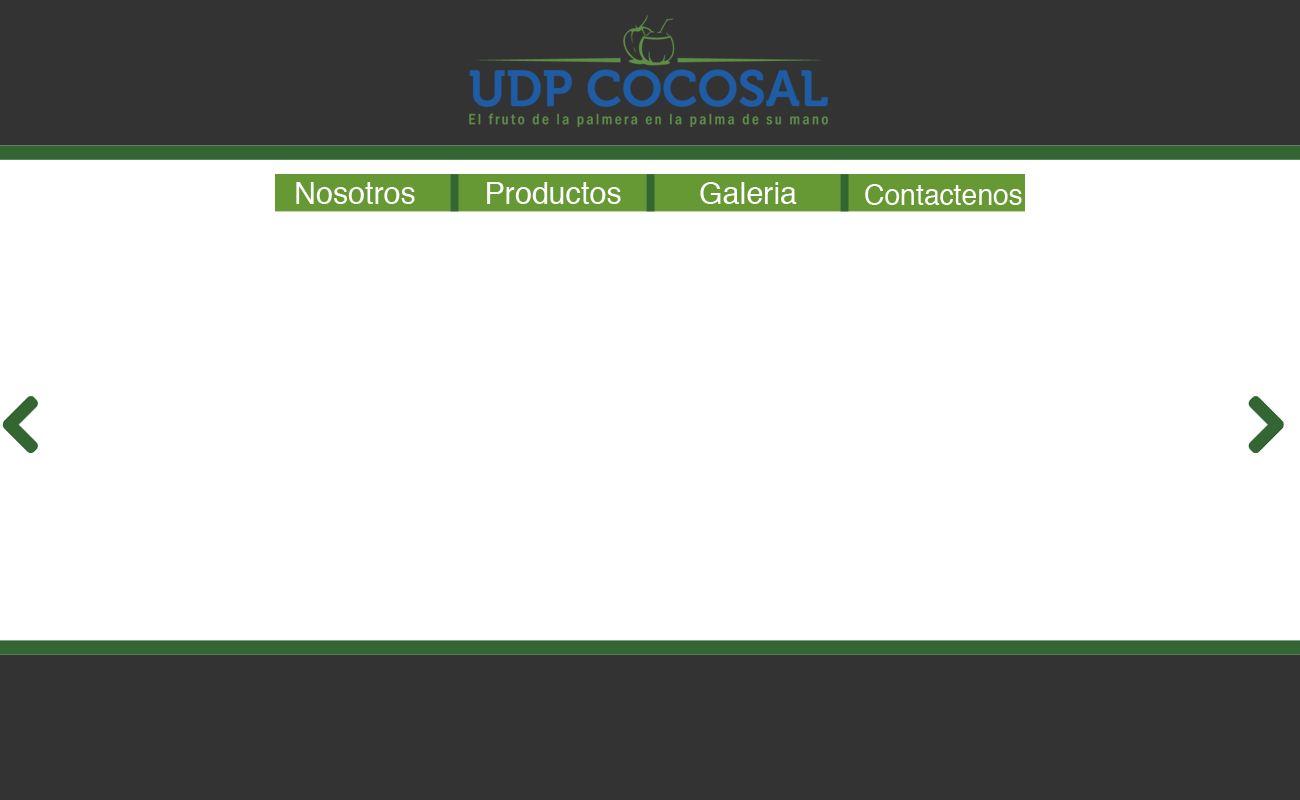 UDP COCOSAL
El fruto de la palmera en la palma de su mano
Nosotros Productos Galeria Contactenos